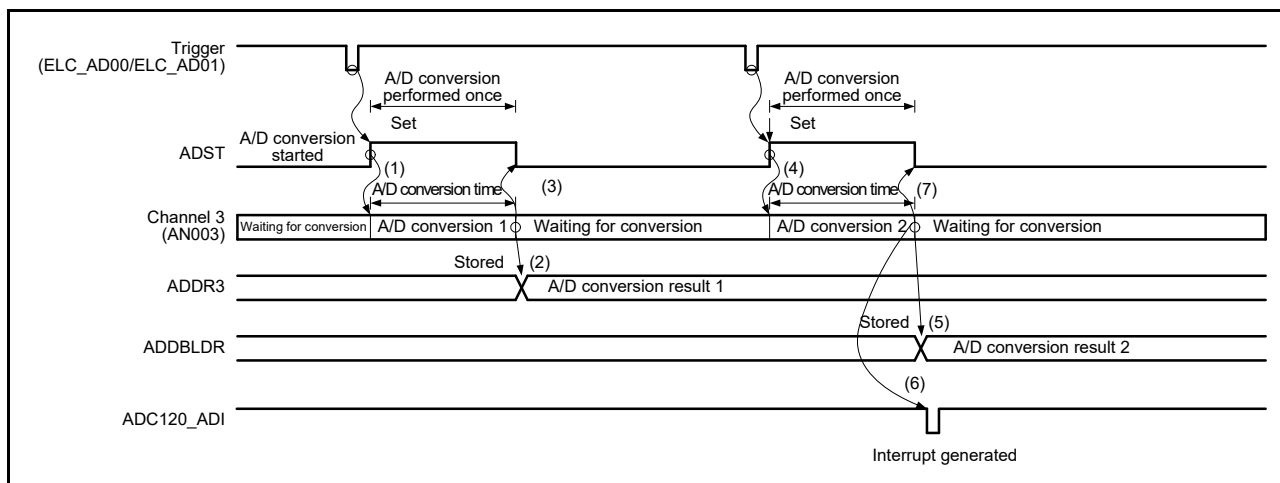 Trigger
(ELC_AD00/ELC_AD01)
A/D conversion
performed once
A/D conversion
performed once
Set
Set
A/D conversion
started
ADST
(1)
(3)
(4)
(7)
A/D conversion time
A/D conversion time
Channel 3
(AN003)
Waiting for conversion
A/D conversion 1
Waiting for conversion
A/D conversion 2
Waiting for conversion
Stored
(2)
ADDR3
A/D conversion result 1
Stored
(5)
ADDBLDR
A/D conversion result 2
(6)
ADC120_ADI
Interrupt generated